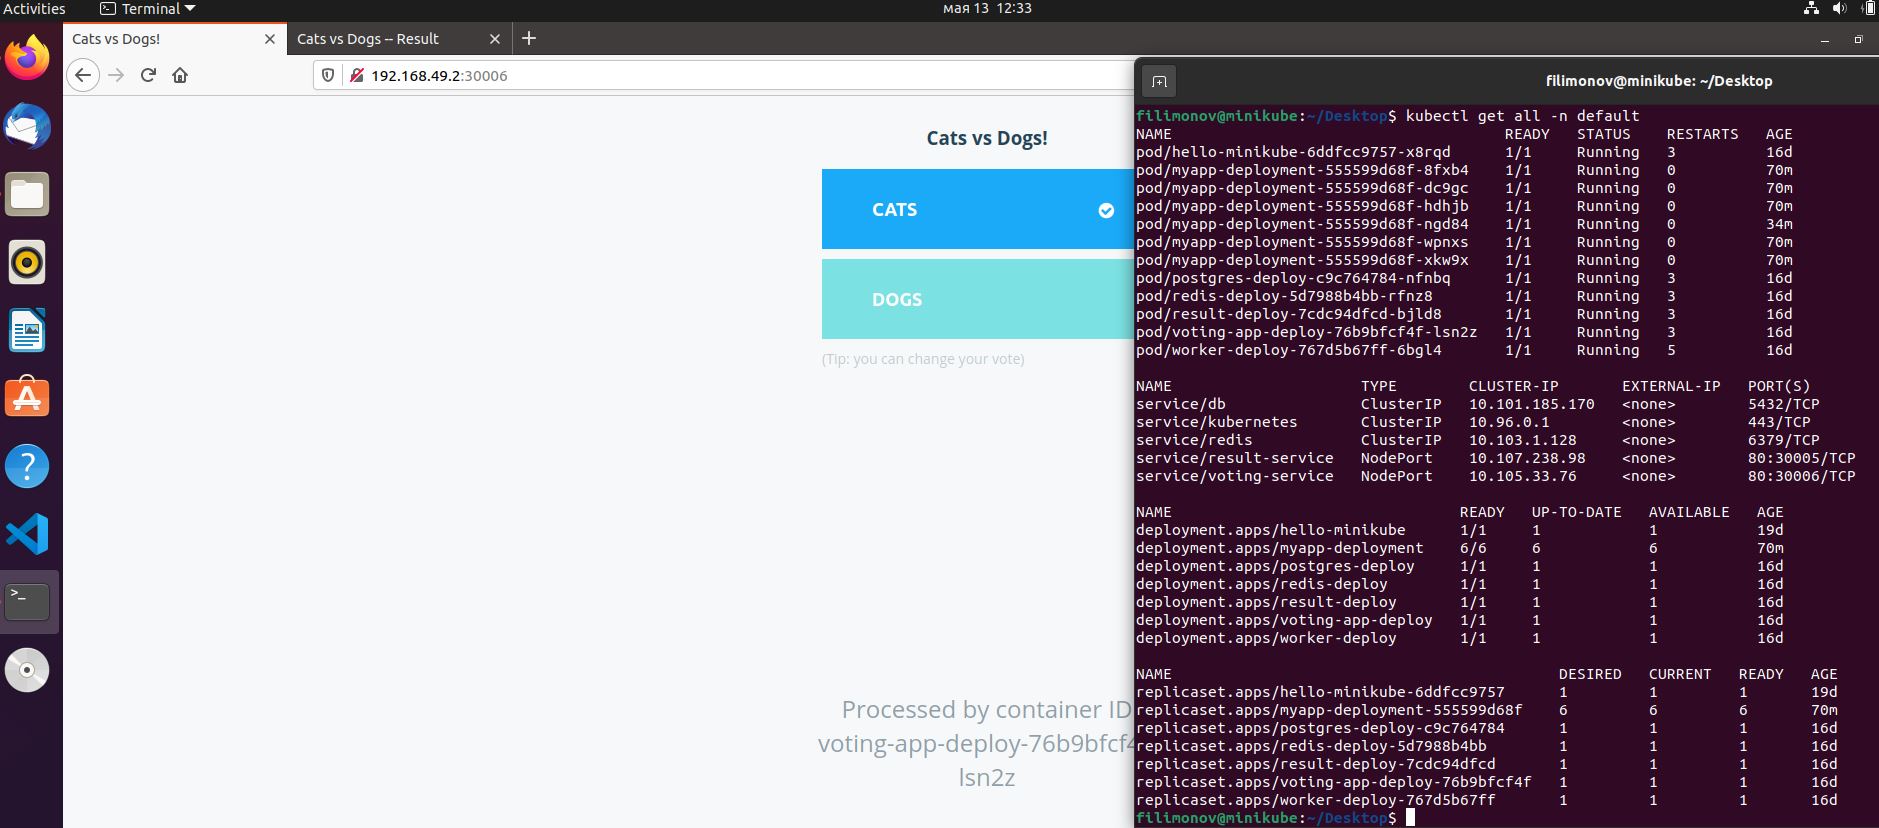 Activities
Terminal
мая 13 12:33
Cats vs Dogs!
Cats vs Dogs -- Result
192.168.49.2:30006
Cats vs Dogs!
CATS
DOGS
(Tip: you can change your vote)
Processed by container ID
voting-app-deploy-76b9bfcf4
lsn2z
filimonov@minikube: ~/Desktop
filimonov@minikube:~/Desktop$ kubectl get all -n default
NAME READY STATUS RESTARTS AGE
pod/hello-minikube-6ddfcc9757-x8rqd 1/1 Running 3 16d
pod/myapp-deployment-555599d68f-8fxb4 1/1 Running 0 70m
pod/myapp-deployment-555599d68f-dc9gc 1/1 Running 0 70m
pod/myapp-deployment-555599d68f-hdhjb 1/1 Running 0 70m
pod/myapp-deployment-555599d68f-ngd84 1/1 Running 0 34m
pod/myapp-deployment-555599d68f-wpnxs 1/1 Running 0 70m
pod/myapp-deployment-555599d68f-xkw9x 1/1 Running 0 70m
pod/postgres-deploy-c9c764784-nfnbq 1/1 Running 3 16d
pod/redis-deploy-5d7988b4bb-rfnz8 1/1 Running 3 16d
pod/result-deploy-7cdc94dfcd-bjld8 1/1 Running 3 16d
pod/voting-app-deploy-76b9bfcf4f-lsn2z 1/1 Running 3 16d
pod/worker-deploy-767d5b67ff-6bgl4 1/1 Running 5 16d
NAME TYPE CLUSTER-IP EXTERNAL-IP PORT(S)
service/db ClusterIP 10.101.185.170 <none> 5432/TCP
service/kubernetes ClusterIP 10.96.0.1 <none> 443/TCP
service/redis ClusterIP 10.103.1.128 <none> 6379/TCP
service/result-service NodePort 10.107.238.98 <none> 80:30005/TCP
service/voting-service NodePort 10.105.33.76 <none> 80:30006/TCP
NAME READY UP-TO-DATE AVAILABLE AGE
deployment.apps/hello-minikube 1/1 1 1 19d
deployment.apps/myapp-deployment 6/6 6 6 70m
deployment.apps/postgres-deploy 1/1 1 1 16d
deployment.apps/redis-deploy 1/1 1 1 16d
deployment.apps/result-deploy 1/1 1 1 16d
deployment.apps/voting-app-deploy 1/1 1 1 16d
deployment.apps/worker-deploy 1/1 1 1 16d
NAME DESIRED CURRENT READY AGE
replicaset.apps/hello-minikube-6ddfcc9757 1 1 1 19d
replicaset.apps/myapp-deployment-555599d68f 6 6 6 70m
replicaset.apps/postgres-deploy-c9c764784 1 1 1 16d
replicaset.apps/redis-deploy-5d7988b4bb 1 1 1 16d
replicaset.apps/result-deploy-7cdc94dfcd 1 1 1 16d
replicaset.apps/voting-app-deploy-76b9bfcf4f 1 1 1 16d
replicaset.apps/worker-deploy-767d5b67ff 1 1 1 16d
filimonov@minikube:~/Desktop$